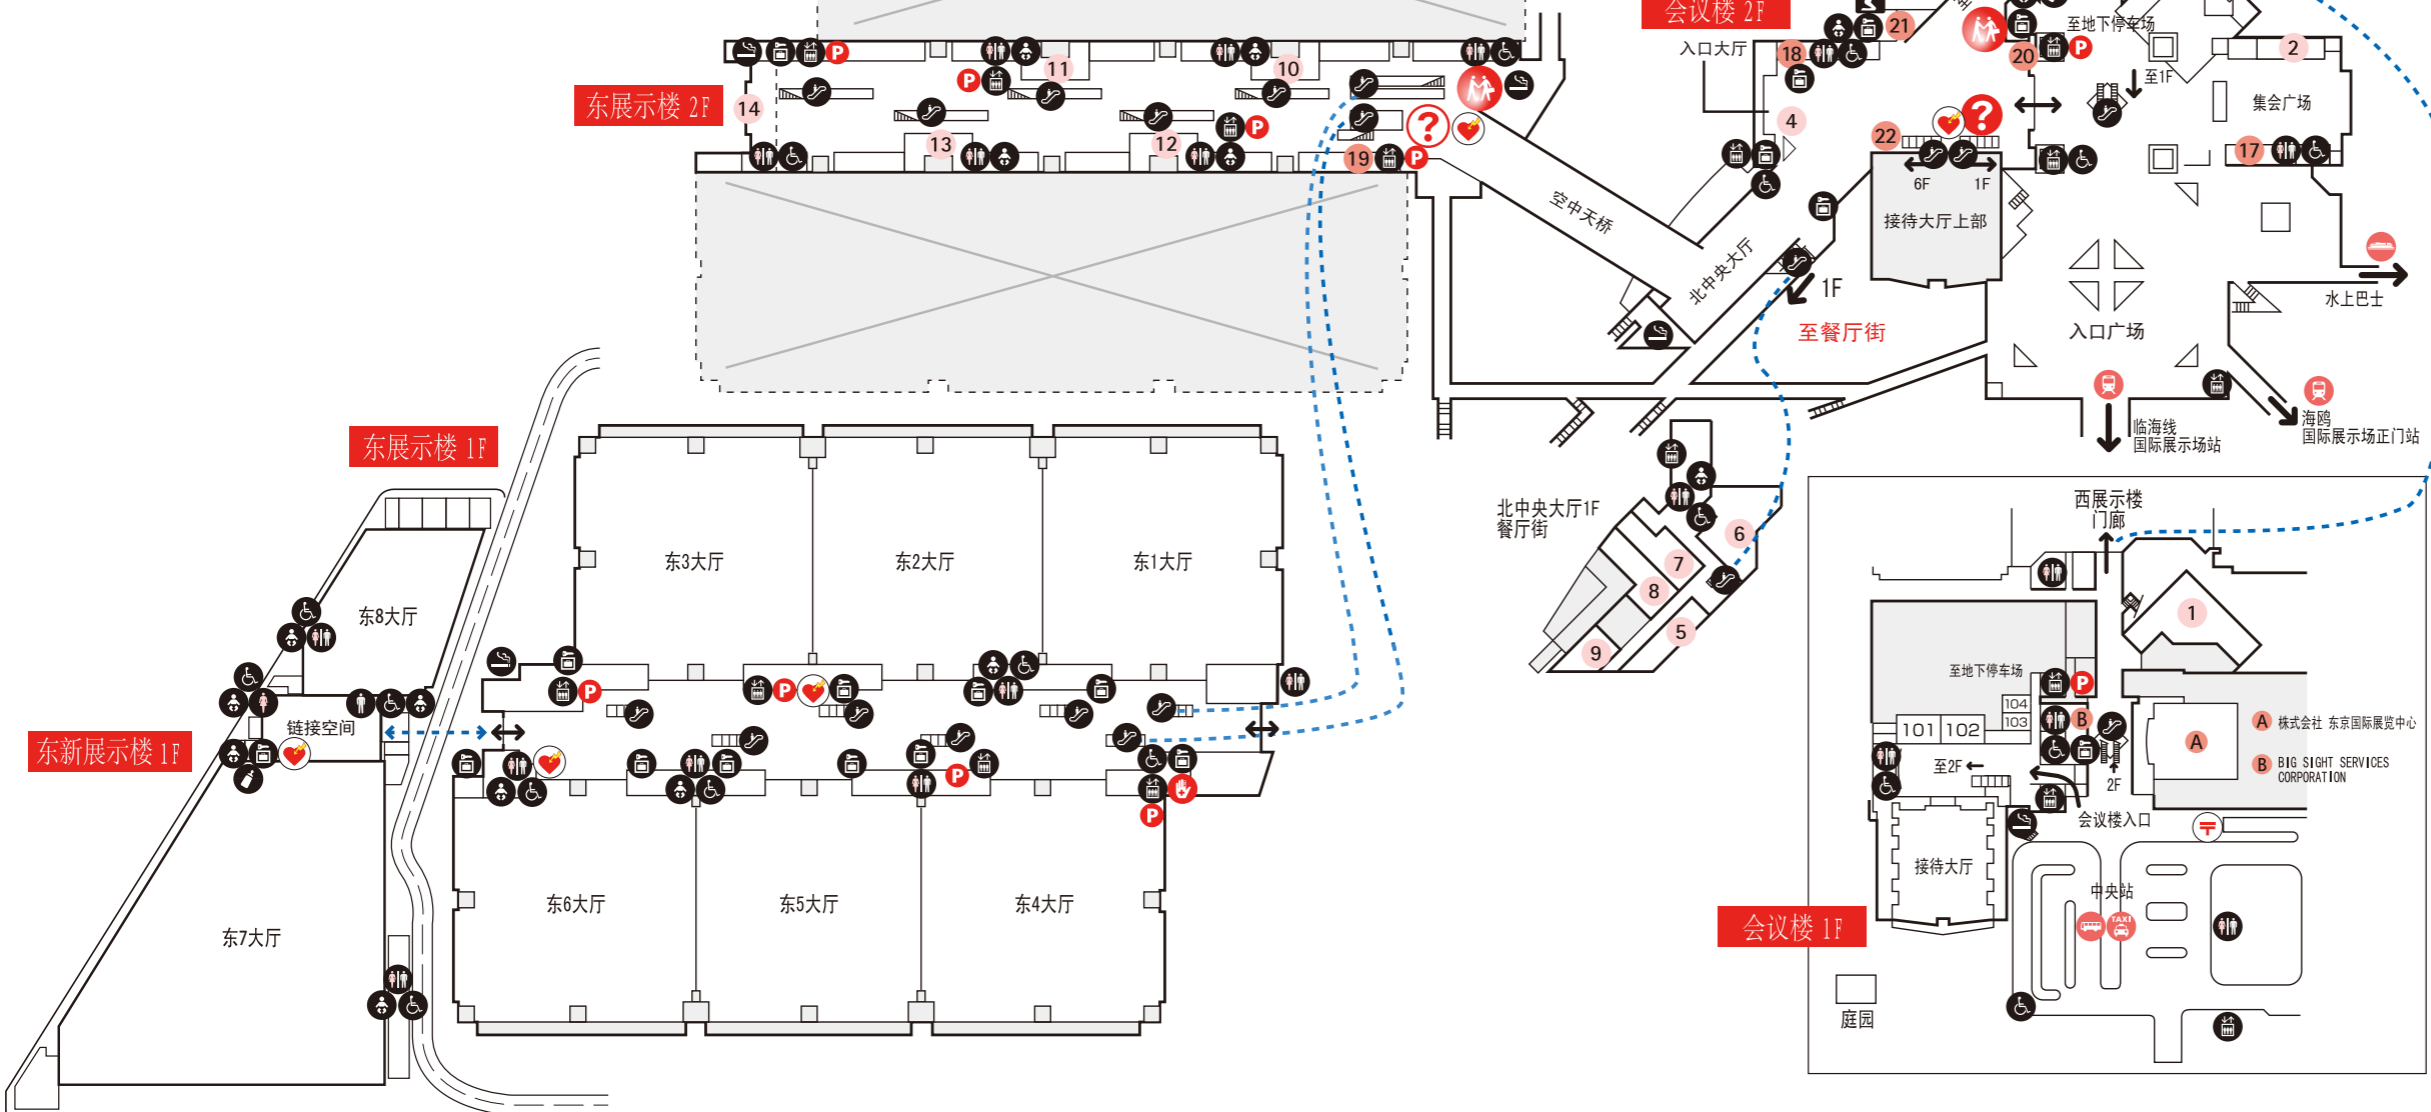 会议楼 2F
入口大厅
18
21
20
至
至地下停车场
P
至1F
2
集会广场
4
22
?
17
6F
1F
接待大厅上部
东展示楼 2F
P
11
10
P
14
13
12
P
?
19
P
空中天桥
北中央大厅
1F
至餐厅街
入口广场
水上巴士
临海线
国际展示场站
海鸥
国际展示场正门站
东展示楼 1F
东3大厅
东2大厅
东1大厅
东8大厅
P
P
链接空间
东新展示楼 1F
P
P
东6大厅
东5大厅
东4大厅
东7大厅
北中央大厅1F
餐厅街
6
7
8
5
9
西展示楼
门廊
1
至地下停车场
P
104
103
101
102
B
A
A 株式会社 东京国际展览中心
B BIG SIGHT SERVICES
CORPORATION
至2F
2F
会议楼入口
接待大厅
中央站
TAXI
会议楼 1F
庭园